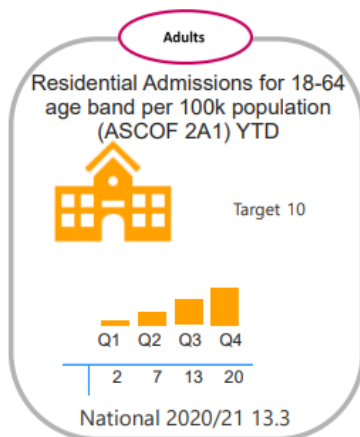 Adults
Residential Admissions for 18-64
age band per 100k population
(ASCOF 2A1) YTD
Target 10
Q1 Q2 Q3 Q4
2 7 13 20
National 2020/21 13.3